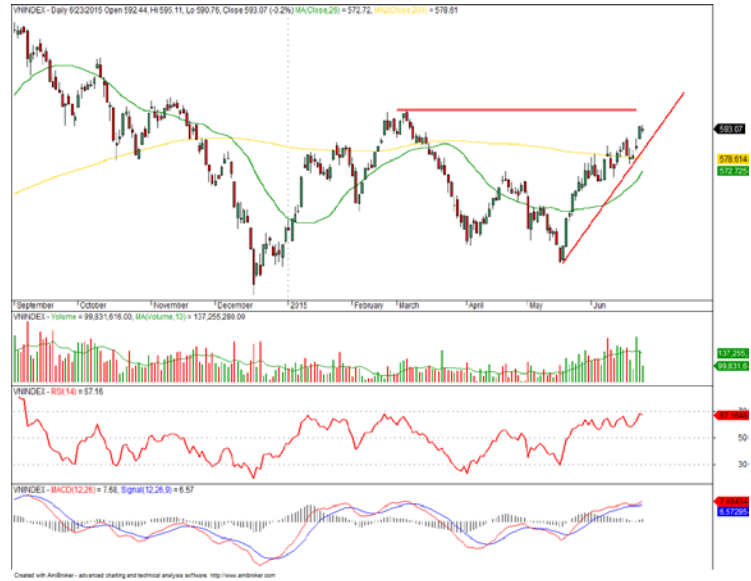 VNINDEX - Daily 6/23/2015 Open 592.44, Hi 595.11, Lo 590.76, Close 593.07 (-0.2%) MA(Close,26) = 572.72, MA2(Close,200) = 578.61
593.07
578.614
572.725
September October November December 2015 February March April May Jun
VNINDEX - Volume = 99,831,616.00, MA(Volume,10) = 137,255,280.00
137,255,
99,831,6
VNINDEX - RSI(14) = 67.16
50
30
VNINDEX - MACD(12,26) = 7.68, Signal(12,26,9) = 6.57
6.57295
Created with AmiBroker - advanced charting and technical analysis software. http://www.amibroker.com